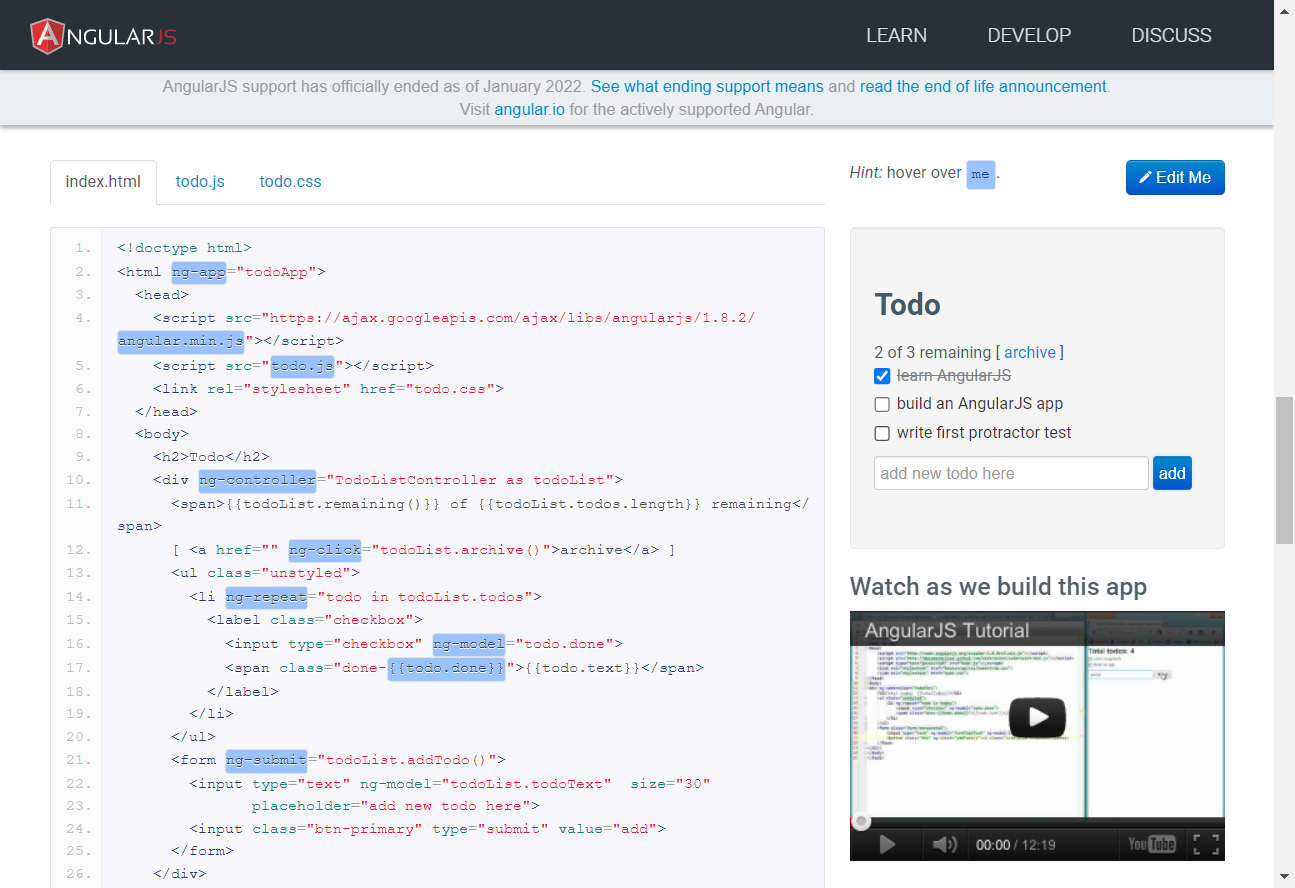 ANGULARJS
LEARN DEVELOP DISCUSS
AngularJS support has officially ended as of January 2022. See what ending support means and read the end of life announcement.
Visit angular.io for the actively supported Angular.
index.html todo.js todo.css
1. <!doctype html>
2. <html ng-app="todoApp">
3. <head>
4. <script src="https://ajax.googleapis.com/ajax/libs/angularjs/1.8.2/
angular.min.js"></script>
5. <script src="todo.js"></script>
6. <link rel="stylesheet" href="todo.css">
7. </head>
8. <body>
9. <h2>Todo</h2>
10. <div ng-controller="TodoListController as todoList">
11. <span>{{todoList.remaining()}} of {{todoList.todos.length}} remaining</
span>
12. [ <a href="" ng-click="todoList.archive()">archive</a> ]
13. <ul class="unstyled">
14. <li ng-repeat="todo in todoList.todos">
15. <label class="checkbox">
16. <input type="checkbox" ng-model="todo.done">
17. <span class="done-{{todo.done}}">{{todo.text}}</span>
18. </label>
19. </li>
20. </ul>
21. <form ng-submit="todoList.addTodo()">
22. <input type="text" ng-model="todoList.todoText"  size="30"
23. placeholder="add new todo here">
24. <input class="btn-primary" type="submit" value="add">
25. </form>
26. </div>
Hint: hover over me.
Edit Me
Todo
2 of 3 remaining [ archive ]
learn AngularJS
build an AngularJS app
write first protractor test
add new todo here add
Watch as we build this app
AngularJS Tutorial
Total todos: 4
00:00 / 12:19 YouTube